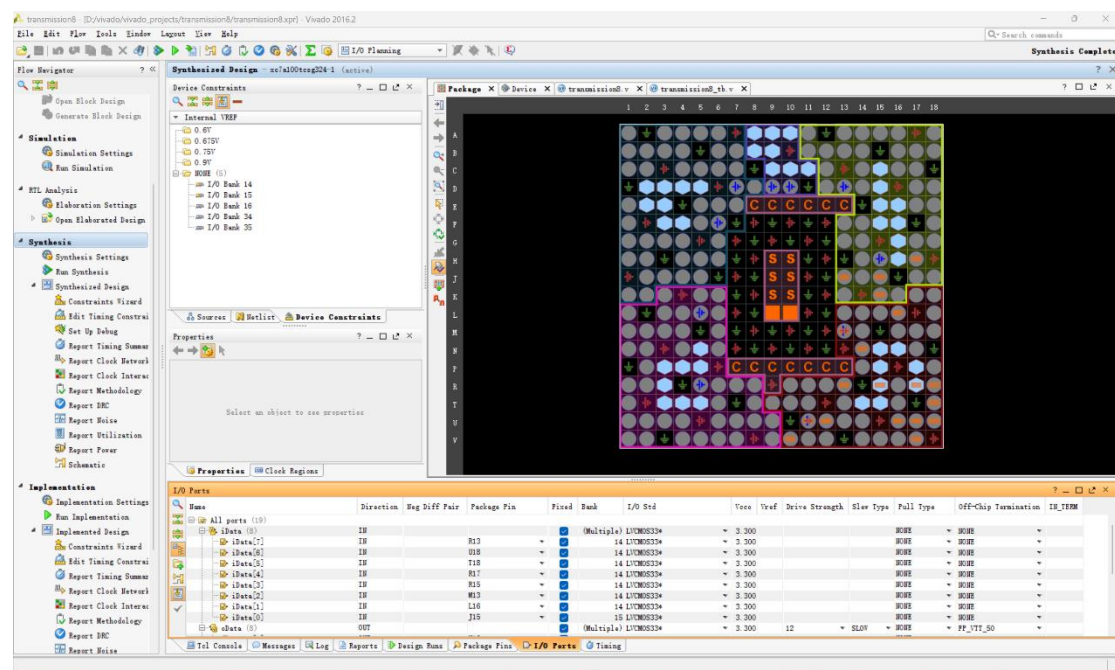 transmission8 - [D:/vivado/vivado_projects/transmission8/transmission8.xpr] - Vivado 2016.2
File Edit Flow Tools Window Layout View Help
Search commands
I/O Planning
Synthesis Complete
Flow Navigator
Open Block Design
Generate Block Design
Simulation
Simulation Settings
Run Simulation
RTL Analysis
Elaboration Settings
Open Elaborated Design
Synthesis
Synthesis Settings
Run Synthesis
Synthesized Design
Constraints Wizard
Edit Timing Constrai
Set Up Debug
Report Timing Summar
Report Clock Network
Report Clock Interac
Report Methodology
Report DRC
Report Noise
Report Utilization
Report Power
Schematic
Implementation
Implementation Settings
Run Implementation
Implemented Design
Constraints Wizard
Edit Timing Constrai
Report Timing Summar
Report Clock Network
Report Clock Interac
Report Methodology
Report DRC
Report Noise
Synthesized Design - xc7a100tcsg324-1 (active)
Device Constraints
Internal VREF
0.6V
0.675V
0.75V
0.9V
NONE (5)
I/O Bank 14
I/O Bank 15
I/O Bank 16
I/O Bank 34
I/O Bank 35
Sources Netlist Device Constraints
Properties
Select an object to see properties
Properties Clock Regions
Package Device transmission8.v transmission8_tb.v
1 2 3 4 5 6 7 8 9 10 11 12 13 14 15 16 17 18
A
B
C
D
E
C C C C C C
F
G
H
S S
J
S S
K
S S
L
M
N
P
C C C C C C C
R
T
U
V
I/O Ports
Name Direction Neg Diff Pair Package Pin Fixed Bank I/O Std Vcco Vref Drive Strength Slew Type Pull Type Off-Chip Termination IN_TERM
All ports (19)
iData (8) IN (Multiple) LVCMOS33* 3.300 NONE NONE
iData[7] IN R13 14 LVCMOS33* 3.300 NONE NONE
iData[6] IN U18 14 LVCMOS33* 3.300 NONE NONE
iData[5] IN T18 14 LVCMOS33* 3.300 NONE NONE
iData[4] IN R17 14 LVCMOS33* 3.300 NONE NONE
iData[3] IN R15 14 LVCMOS33* 3.300 NONE NONE
iData[2] IN M13 14 LVCMOS33* 3.300 NONE NONE
iData[1] IN L16 14 LVCMOS33* 3.300 NONE NONE
iData[0] IN J15 15 LVCMOS33* 3.300 NONE NONE
oData (8) OUT (Multiple) LVCMOS33* 3.300 12 SLOW NONE FP_VTT_50
Tcl Console Messages Log Reports Design Runs Package Pins I/O Ports Timing